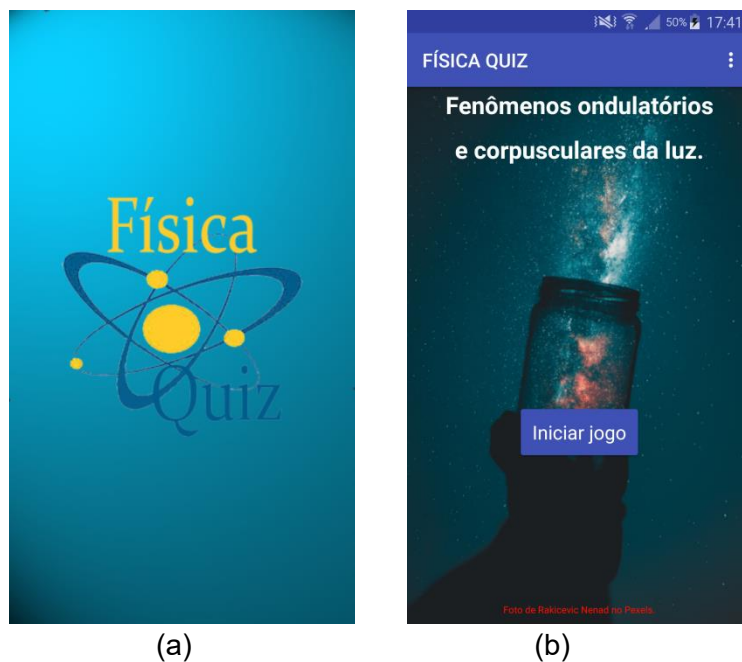 Física
Quiz
(a)
50% 17:41
FÍSICA QUIZ
Fenômenos ondulatórios
e corpusculares da luz.
Iniciar jogo
Foto de Rakicevic Nenad no Pexels.
(b)